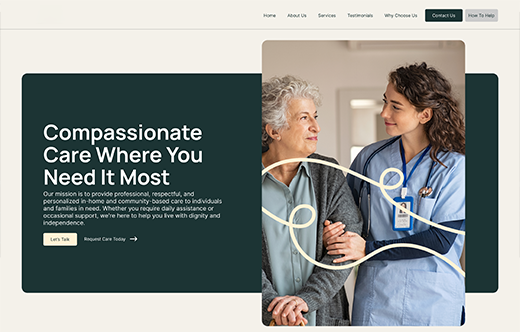 Home About Us Services Testimonials Why Choose Us Contact Us How To Help
Compassionate
Care Where You
Need It Most
Our mission is to provide professional, respectful, and
personalized in-home and community-based care to individuals
and families in need. Whether you require daily assistance or
occasional support, we're here to help you live with dignity and
independence.
Let's Talk Request Care Today